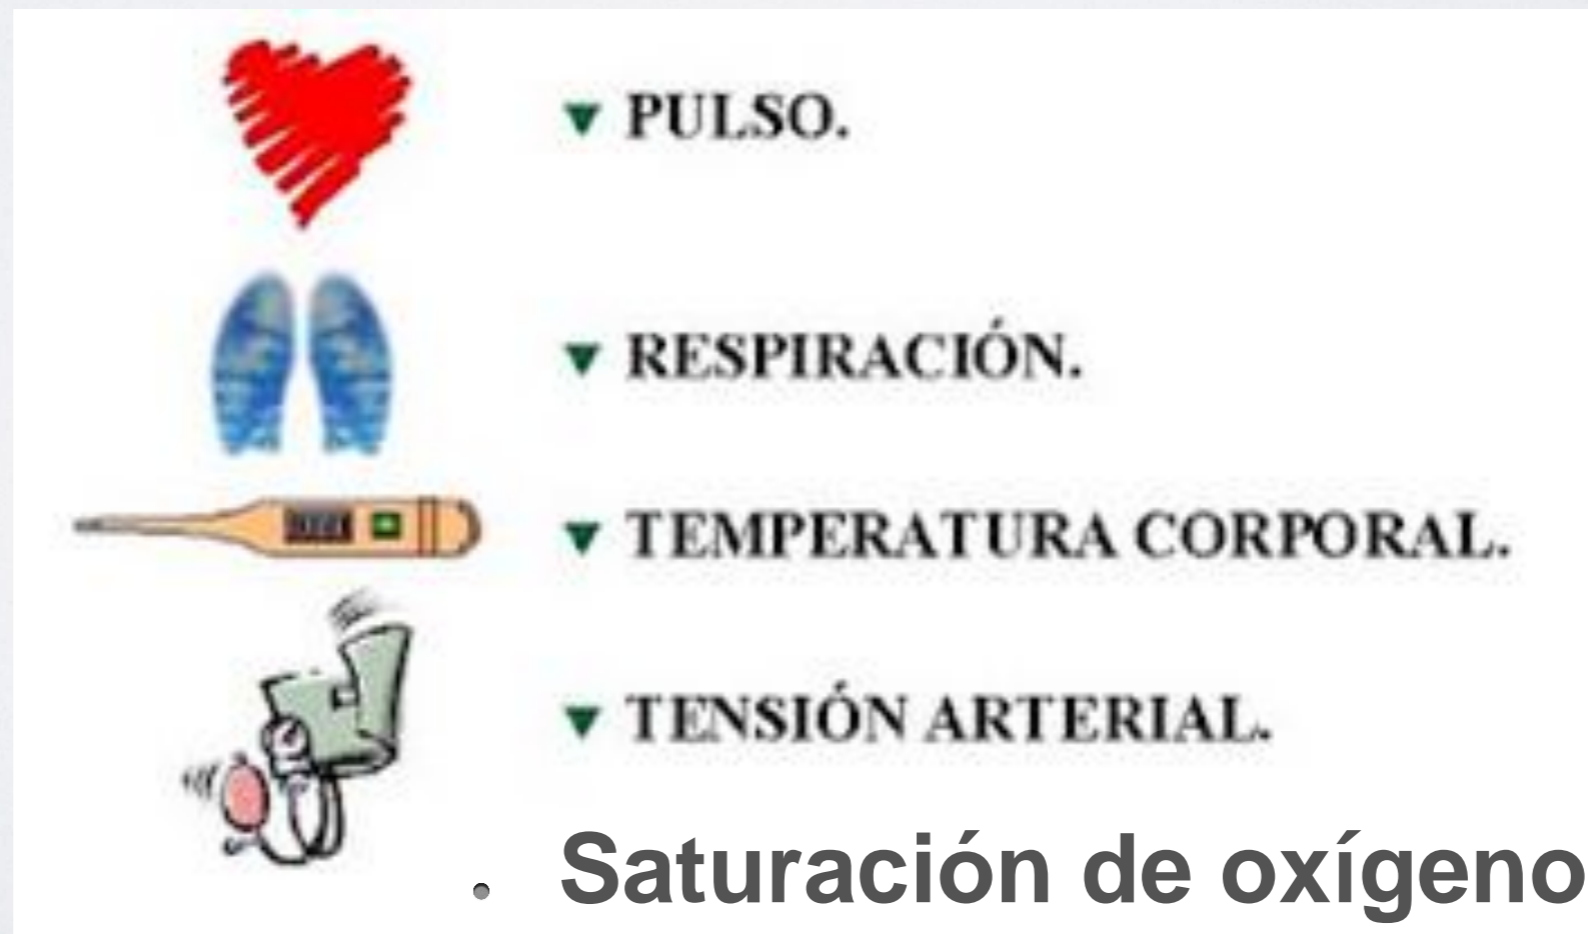 PULSO.
RESPIRACIÓN.
TEMPERATURA CORPORAL.
TENSIÓN ARTERIAL.
Saturación de oxígeno